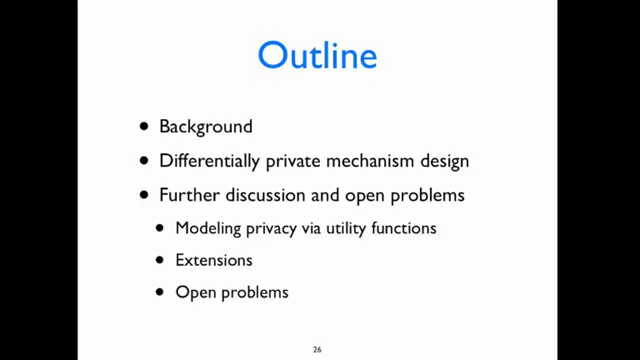 Outline
• Background
• Differentially private mechanism design
• Further discussion and open problems
• Modeling privacy via utility functions
• Extensions
• Open problems
26